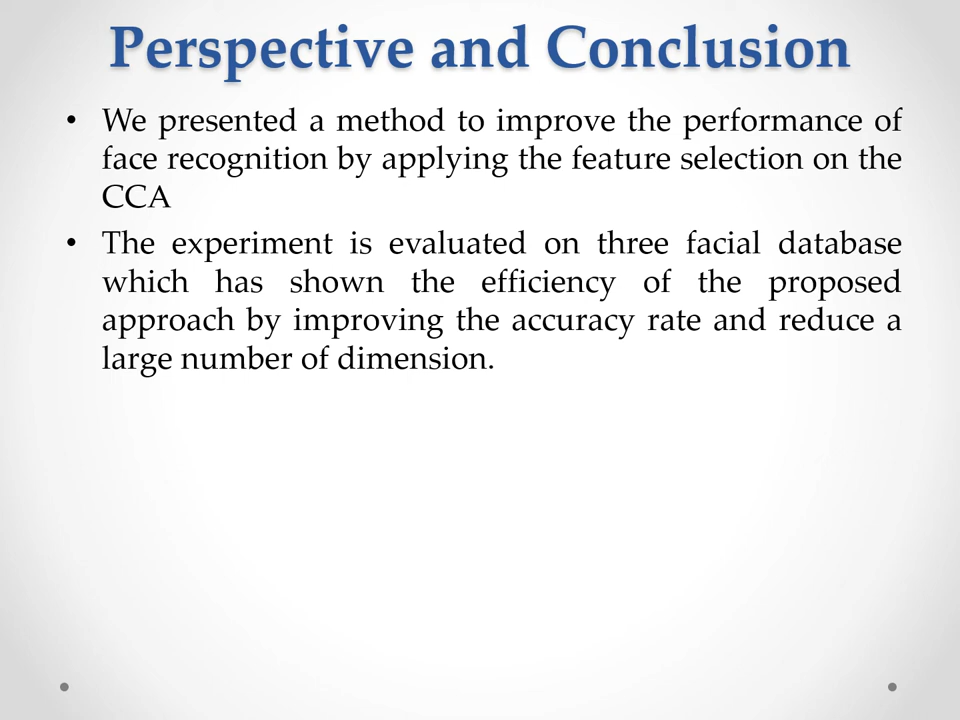 Perspective and Conclusion
• We presented a method to improve the performance of
face recognition by applying the feature selection on the
CCA
• The experiment is evaluated on three facial database
which has shown the efficiency of the proposed
approach by improving the accuracy rate and reduce a
large number of dimension.